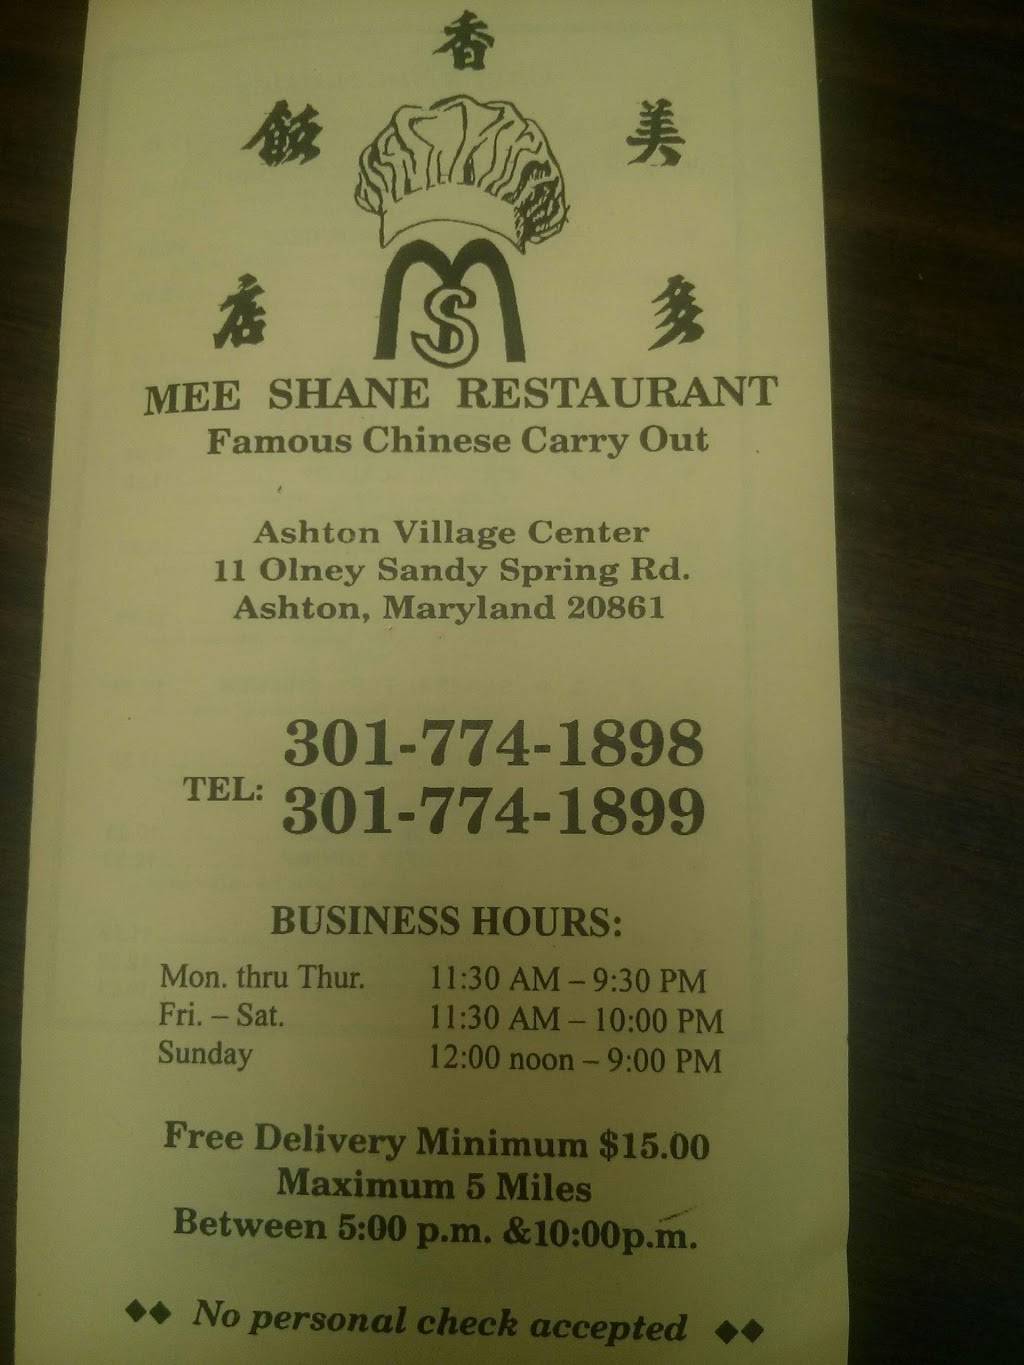 香
飯 美
店 多
MS
MEE SHANE RESTAURANT
Famous Chinese Carry Out
Ashton Village Center
11 Olney Sandy Spring Rd.
Ashton, Maryland 20861
301-774-1898
TEL:
301-774-1899
BUSINESS HOURS:
Mon. thru Thur. 11:30 AM – 9:30 PM
Fri. – Sat. 11:30 AM – 10:00 PM
Sunday 12:00 noon – 9:00 PM
Free Delivery Minimum $15.00
Maximum 5 Miles
Between 5:00 p.m. &10:00p.m.
◆◆ No personal check accepted ◆◆